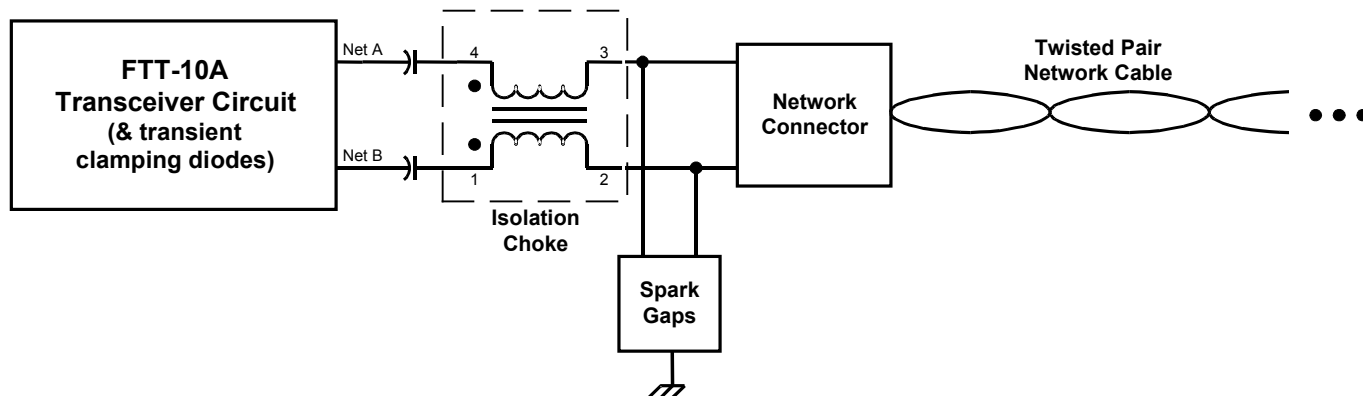 FTT-10A
Transceiver Circuit
(& transient
clamping diodes)
Net A
Net B
4
3
1
2
Isolation
Choke
Spark
Gaps
Network
Connector
Twisted Pair
Network Cable